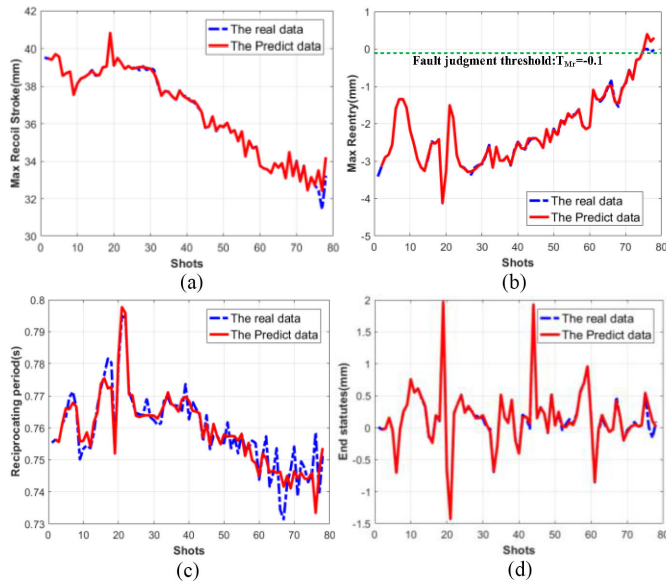 42
40
38
36
34
32
30
Max Recoil Stroke(mm)
The real data
The Predict data
0 10 20 30 40 50 60 70 80
Shots
(a)
2
1
0
-1
-2
-3
-4
-5
Max Reentry(mm)
Fault judgment threshold:T_Mr=-0.1
The real data
The Predict data
0 10 20 30 40 50 60 70 80
Shots
(b)
0.8
0.79
0.78
0.77
0.76
0.75
0.74
0.73
Reciprocating period(s)
The real data
The Predict data
0 10 20 30 40 50 60 70 80
Shots
(c)
2
1.5
1
0.5
0
-0.5
-1
-1.5
End statutes(mm)
The real data
The Predict data
0 10 20 30 40 50 60 70 80
Shots
(d)